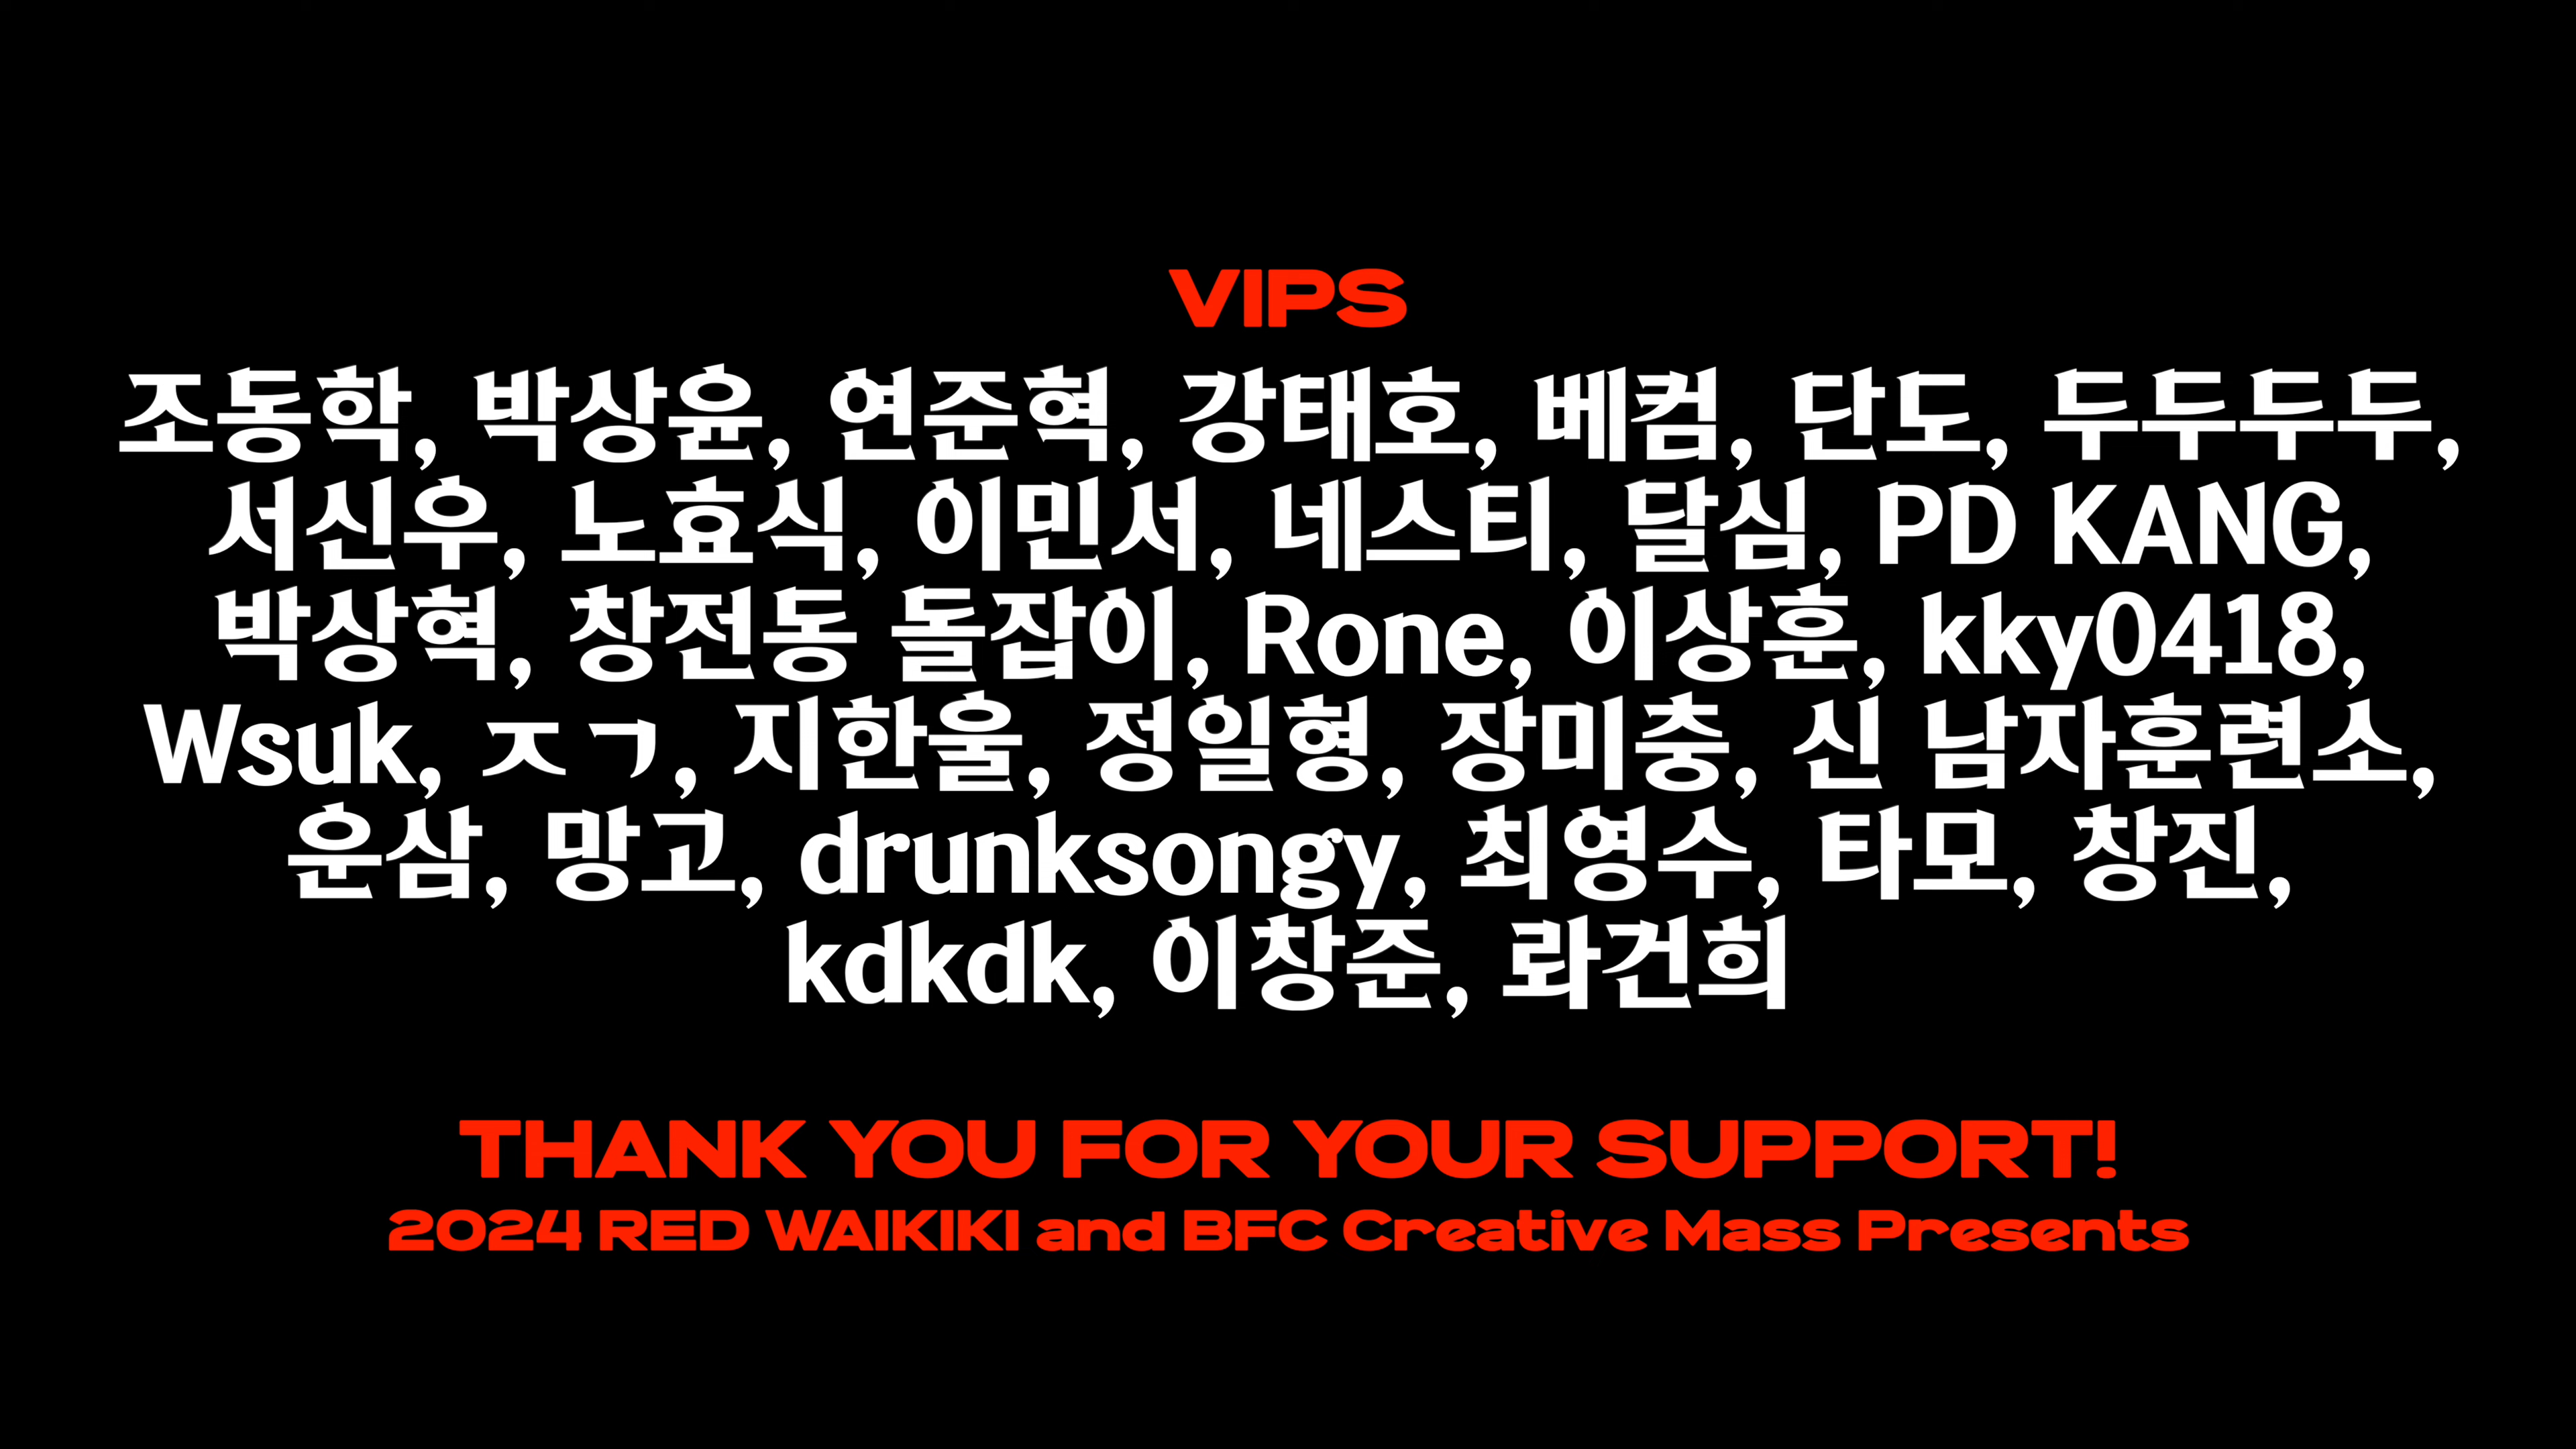 VIPS
조동학, 박상윤, 연준혁, 강태호, 베컴, 단도, 두두두두,
서신우, 노효식, 이민서, 네스티, 달심, PD KANG,
박상혁, 창전동 돌잡이, Rone, 이상훈, kky0418,
Wsuk, ㅈㄱ, 지한울, 정일형, 장미충, 신 남자훈련소,
운삼, 망고, drunksongy, 최영수, 타모, 창진,
kdkdk, 이창준, 롸건희
THANK YOU FOR YOUR SUPPORT!
2024 RED WAIKIKI and BFC Creative Mass Presents